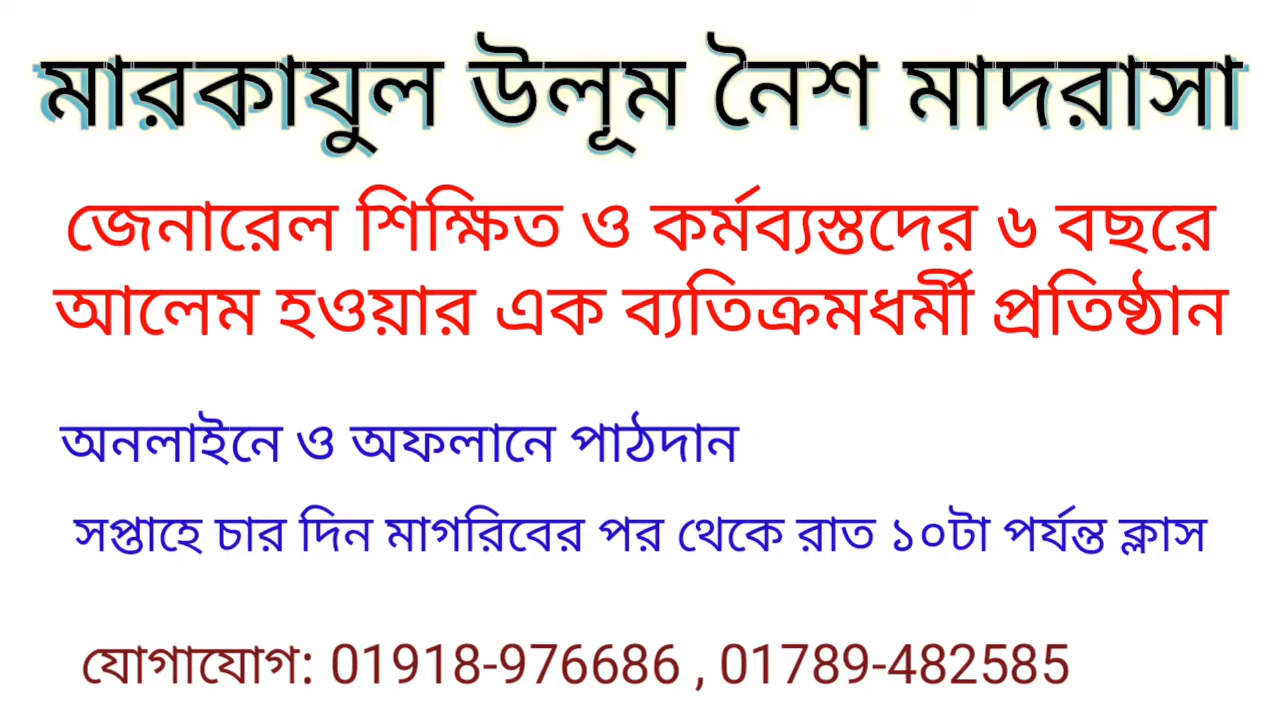 মারকাযুল উলূম নৈশ মাদরাসা
জেনারেল শিক্ষিত ও কর্মব্যস্তদের ৬ বছরে
আলেম হওয়ার এক ব্যতিক্রমধর্মী প্রতিষ্ঠান
অনলাইনে ও অফলানে পাঠদান
সপ্তাহে চার দিন মাগরিবের পর থেকে রাত ১০টা পর্যন্ত ক্লাস
যোগাযোগ: 01918-976686 , 01789-482585